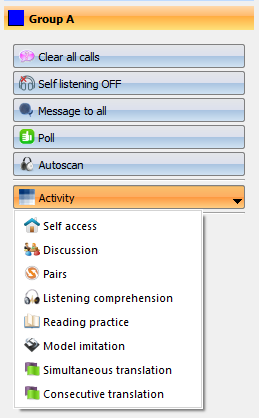 Group A
Clear all calls
Self listening OFF
Message to all
Poll
Autoscan
Activity
Self access
Discussion
Pairs
Listening comprehension
Reading practice
Model imitation
Simultaneous translation
Consecutive translation